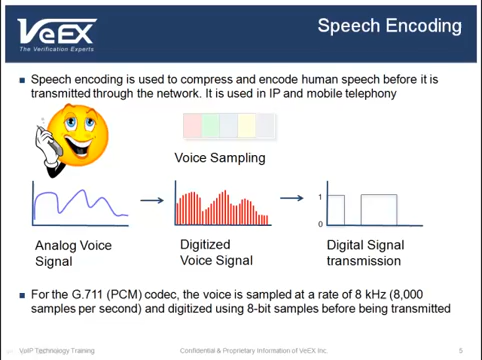 VeEX
The Verification Experts
Speech Encoding
Speech encoding is used to compress and encode human speech before it is
transmitted through the network. It is used in IP and mobile telephony
Voice Sampling
1
0
Analog Voice
Signal
Digitized
Voice Signal
Digital Signal
transmission
For the G.711 (PCM) codec, the voice is sampled at a rate of 8 kHz (8,000
samples per second) and digitized using 8-bit samples before being transmitted
VoIP Technology Training
Confidential & Proprietary Information of VeEX Inc.
5